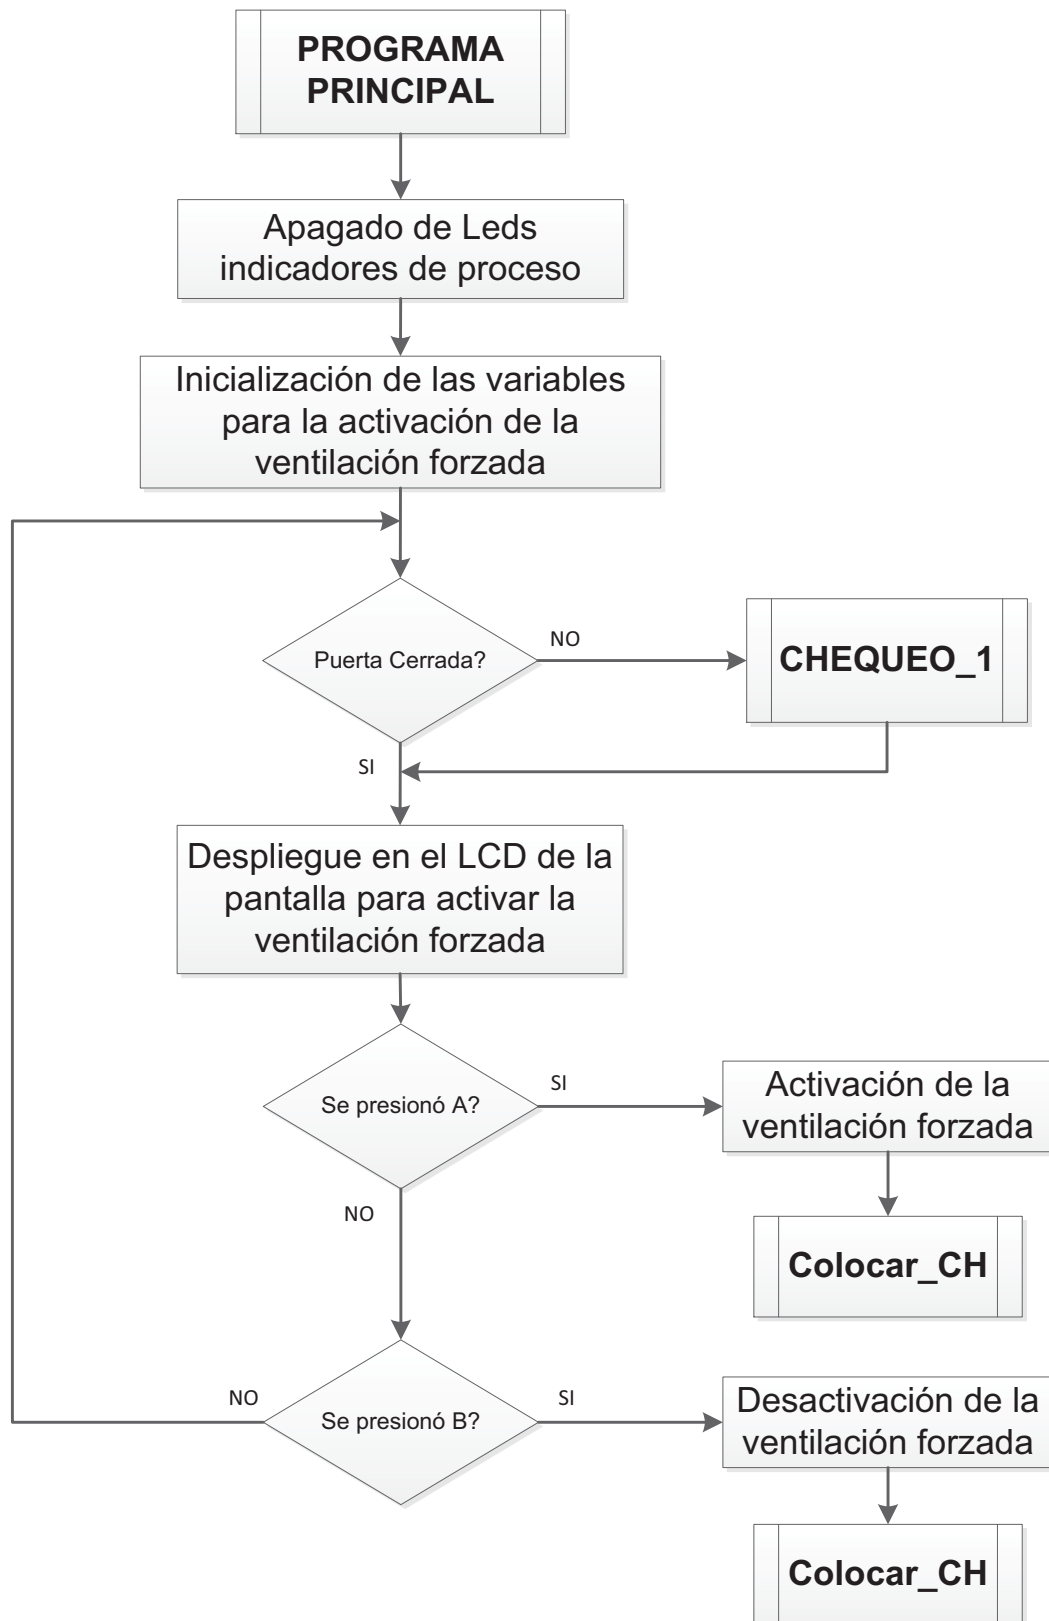 PROGRAMA
PRINCIPAL
Apagado de Leds
indicadores de proceso
Inicialización de las variables
para la activación de la
ventilación forzada
Puerta Cerrada?
NO
CHEQUEO_1
SI
Despliegue en el LCD de la
pantalla para activar la
ventilación forzada
Se presionó A?
SI
Activación de la
ventilación forzada
NO
Colocar_CH
Se presionó B?
NO
SI
Desactivación de la
ventilación forzada
Colocar_CH